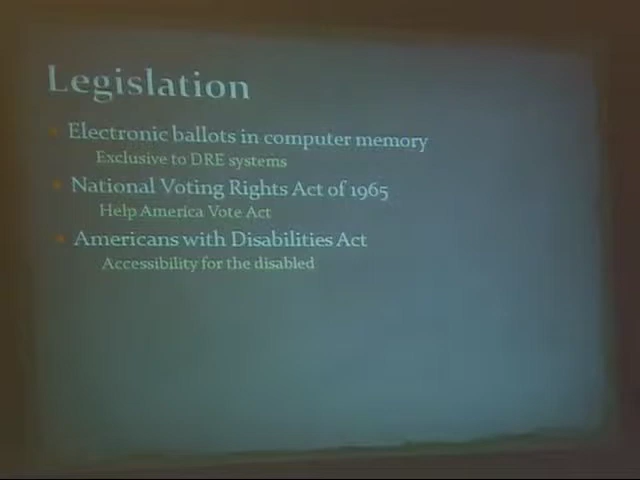 Legislation
Electronic ballots in computer memory
Exclusive to DRE systems
National Voting Rights Act of 1965
Help America Vote Act
Americans with Disabilities Act
Accessibility for the disabled